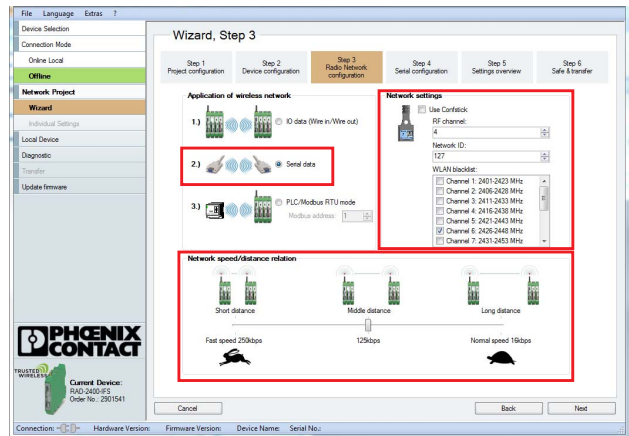 File Language Extras ?
Device Selection
Connection Mode
Online Local
Offline
Network Project
Wizard
Individual Settings
Local Device
Diagnostic
Transfer
Update firmware
PHOENIX
CONTACT
TRUSTED
WIRELESS
Current Device:
RAD-2400-IFS
Order No.: 2901541
Wizard, Step 3
Step 1
Project configuration
Step 2
Device configuration
Step 3
Radio Network
configuration
Step 4
Serial configuration
Step 5
Settings overview
Step 6
Safe & transfer
Application of wireless network
1.) IO data (Wire in/Wire out)
2.) Serial data
3.) PLC/Modbus RTU mode
Modbus address: 1
Network settings
Use Confstick
RF channel:
4
Network ID:
127
WLAN blacklist:
Channel 1: 2401-2423 MHz
Channel 2: 2406-2428 MHz
Channel 3: 2411-2433 MHz
Channel 4: 2416-2438 MHz
Channel 5: 2421-2443 MHz
Channel 6: 2426-2448 MHz
Channel 7: 2431-2453 MHz
Network speed/distance relation
Short distance Middle distance Long distance
Fast speed 250kbps 125kbps Normal speed 16kbps
Cancel Back Next
Connection: Hardware Version: Firmware Version: Device Name: Serial No.: